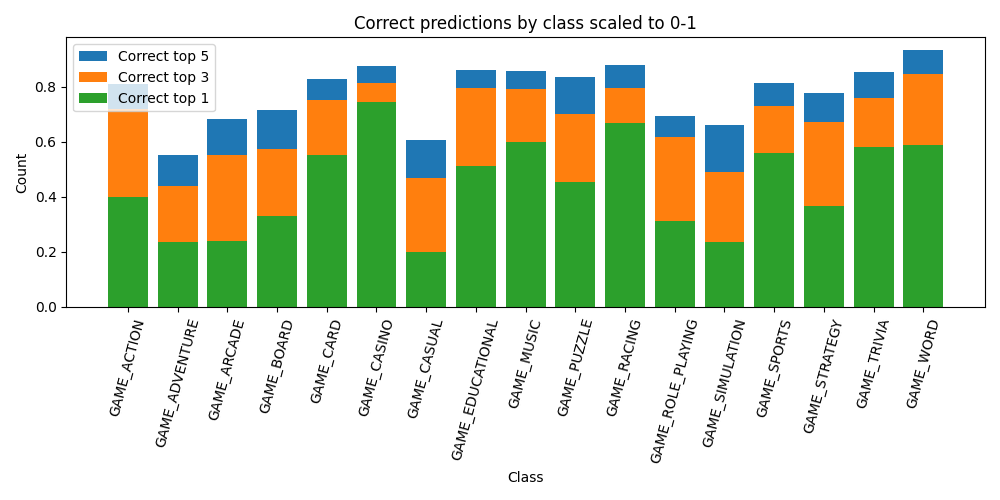 Correct predictions by class scaled to 0-1
Correct top 5
Correct top 3
Correct top 1
Count
0.8
0.6
0.4
0.2
0.0
GAME_ACTION
GAME_ADVENTURE
GAME_ARCADE
GAME_BOARD
GAME_CARD
GAME_CASINO
GAME_CASUAL
GAME_EDUCATIONAL
GAME_MUSIC
GAME_PUZZLE
GAME_RACING
GAME_ROLE_PLAYING
GAME_SIMULATION
GAME_SPORTS
GAME_STRATEGY
GAME_TRIVIA
GAME_WORD
Class